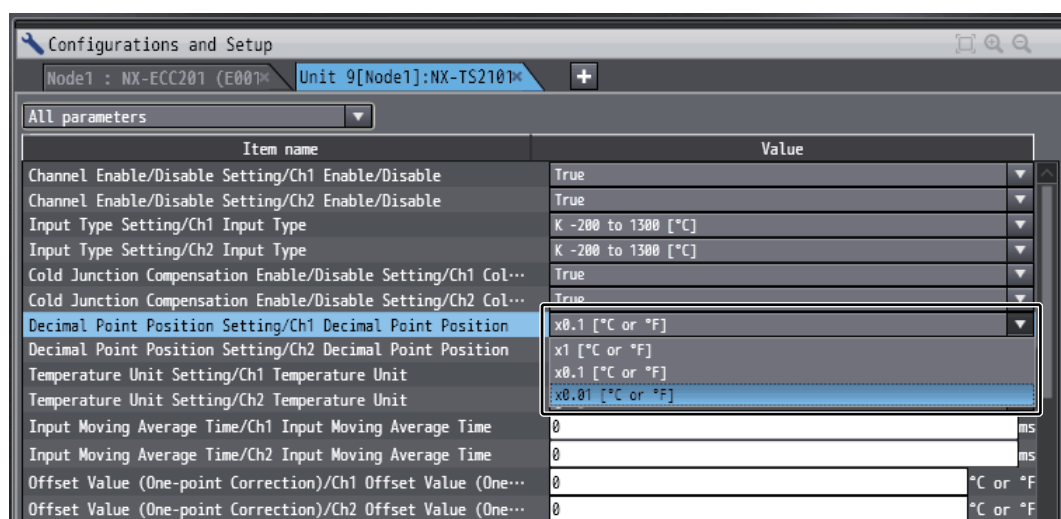 Configurations and Setup
Node1 : NX-ECC201 (E001 Unit 9[Node1]:NX-TS2101 +
All parameters
Item name Value
Channel Enable/Disable Setting/Ch1 Enable/Disable True
Channel Enable/Disable Setting/Ch2 Enable/Disable True
Input Type Setting/Ch1 Input Type K -200 to 1300 [°C]
Input Type Setting/Ch2 Input Type K -200 to 1300 [°C]
Cold Junction Compensation Enable/Disable Setting/Ch1 Col··· True
Cold Junction Compensation Enable/Disable Setting/Ch2 Col··· True
Decimal Point Position Setting/Ch1 Decimal Point Position x0.1 [°C or °F]
Decimal Point Position Setting/Ch2 Decimal Point Position x1 [°C or °F]
Temperature Unit Setting/Ch1 Temperature Unit x0.1 [°C or °F]
Temperature Unit Setting/Ch2 Temperature Unit x0.01 [°C or °F]
Input Moving Average Time/Ch1 Input Moving Average Time 0 ms
Input Moving Average Time/Ch2 Input Moving Average Time 0 ms
Offset Value (One-point Correction)/Ch1 Offset Value (One··· 0 °C or °F
Offset Value (One-point Correction)/Ch2 Offset Value (One··· 0 °C or °F